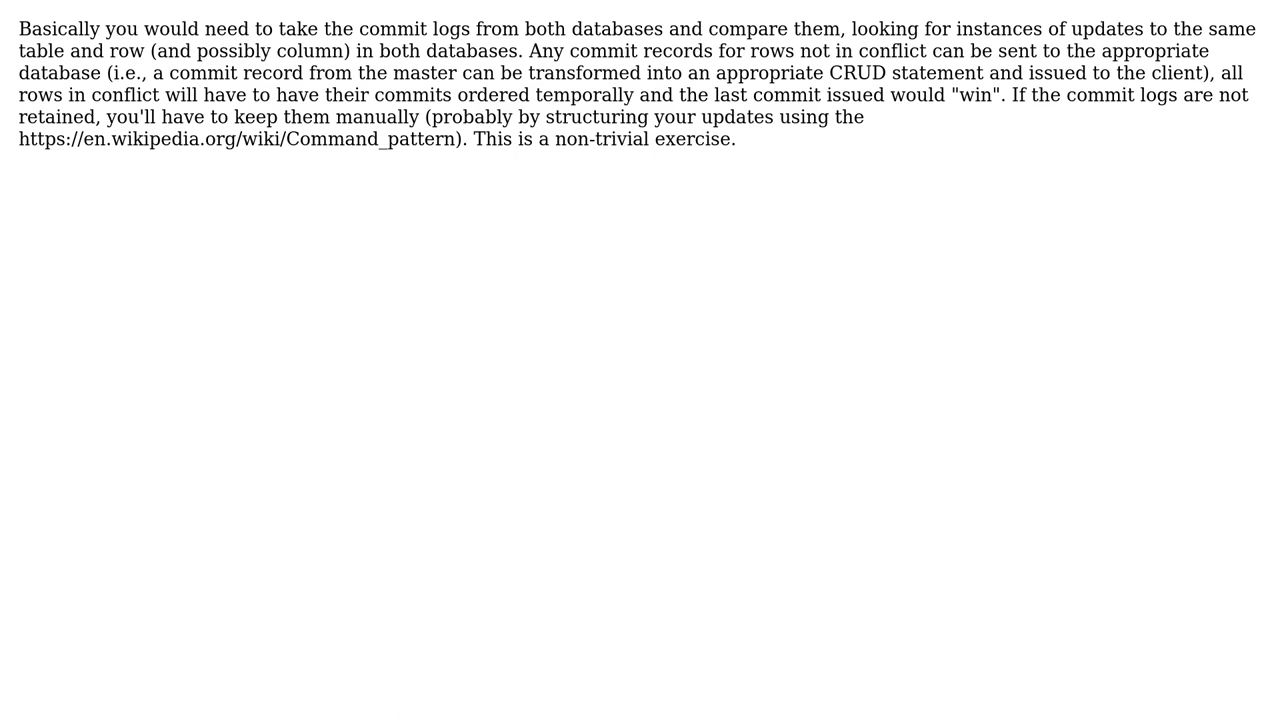 Basically you would need to take the commit logs from both databases and compare them, looking for instances of updates to the same
table and row (and possibly column) in both databases. Any commit records for rows not in conflict can be sent to the appropriate
database (i.e., a commit record from the master can be transformed into an appropriate CRUD statement and issued to the client), all
rows in conflict will have to have their commits ordered temporally and the last commit issued would "win". If the commit logs are not
retained, you'll have to keep them manually (probably by structuring your updates using the
https://en.wikipedia.org/wiki/Command_pattern). This is a non-trivial exercise.